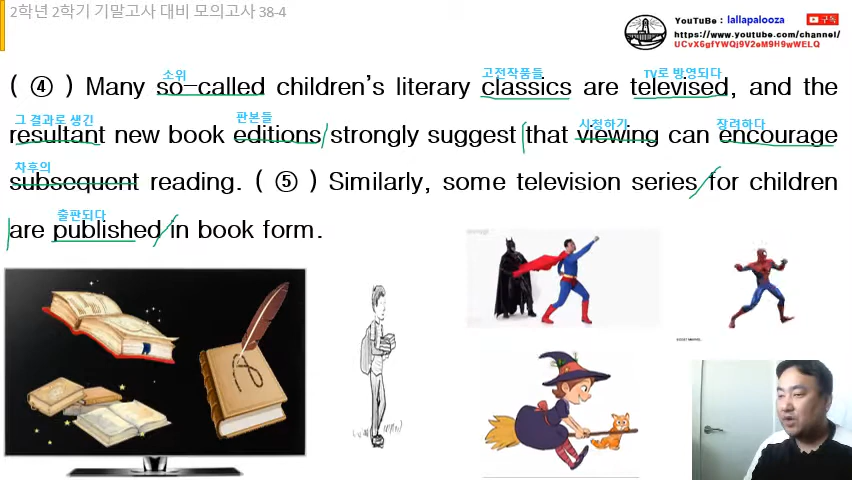 2학년 2학기 기말고사 대비 모의고사 38-4
YouTuBe : lallapalooza 구독
https://www.youtube.com/channel/
UCvX6gfYWQj9V2eM9H9wWELQ
소위 고전작품들 TV로 방영되다
( ④ ) Many so-called children's literary classics are televised, and the
그 결과로 생긴 판본들 시청하기 장려하다
resultant new book editions strongly suggest that viewing can encourage
차후의
subsequent reading. ( ⑤ ) Similarly, some television series for children
출판되다
are published in book form.